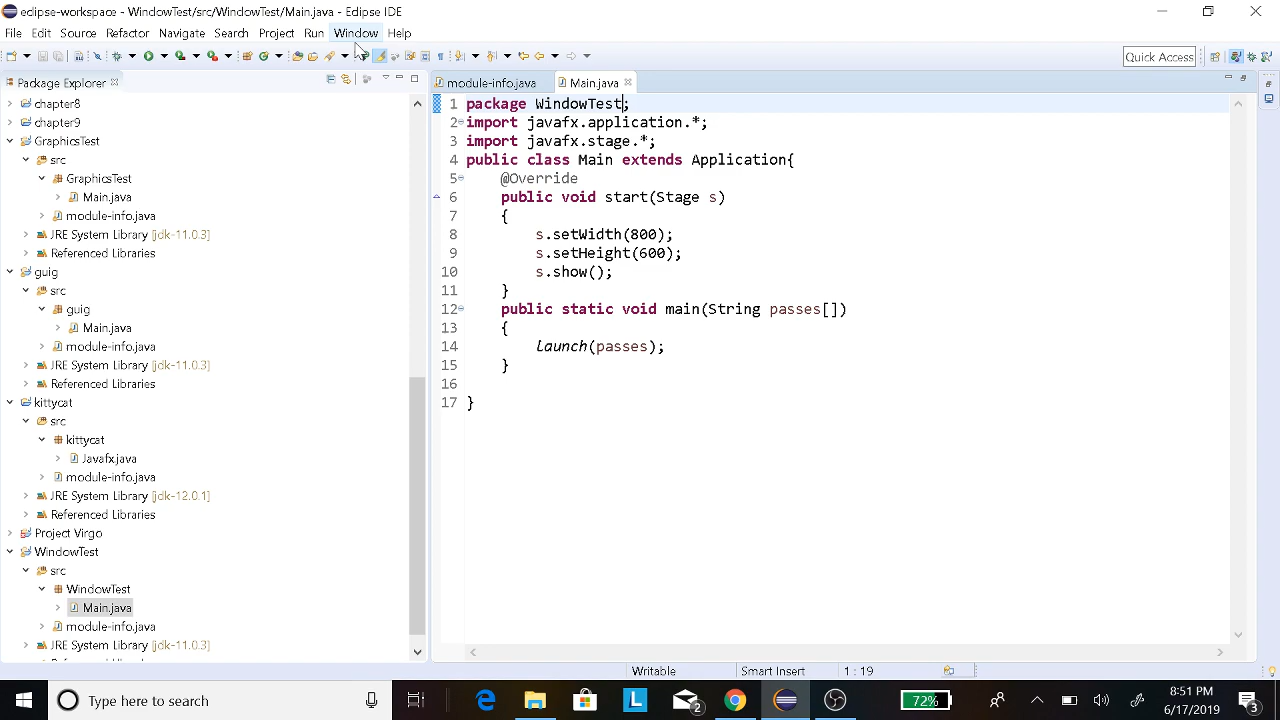 eclipse-workspace - WindowTest/src/WindowTest/Main.java - Eclipse IDE
File Edit Source Refactor Navigate Search Project Run Window Help
Quick Access
Package Explorer
module-info.java
Main.java
chapter8
chapter9
GraphicsTest
src
GraphicsTest
Main.java
module-info.java
JRE System Library [jdk-11.0.3]
Referenced Libraries
guig
src
guig
Main.java
module-info.java
JRE System Library [jdk-11.0.3]
Referenced Libraries
kittycat
src
kittycat
Javafx.java
module-info.java
JRE System Library [jdk-12.0.1]
Referenced Libraries
Project Virgo
WindowTest
src
WindowTest
Main.java
module-info.java
JRE System Library [jdk-11.0.3]
1 package WindowTest;
2 import javafx.application.*;
3 import javafx.stage.*;
4 public class Main extends Application{
5 @Override
6 public void start(Stage s)
7 {
8 s.setWidth(800);
9 s.setHeight(600);
10 s.show();
11 }
12 public static void main(String passes[])
13 {
14 launch(passes);
15 }
16
17 }
Writable Smart Insert 1 : 19
Type here to search
L
2
72%
8:51 PM
6/17/2019
3